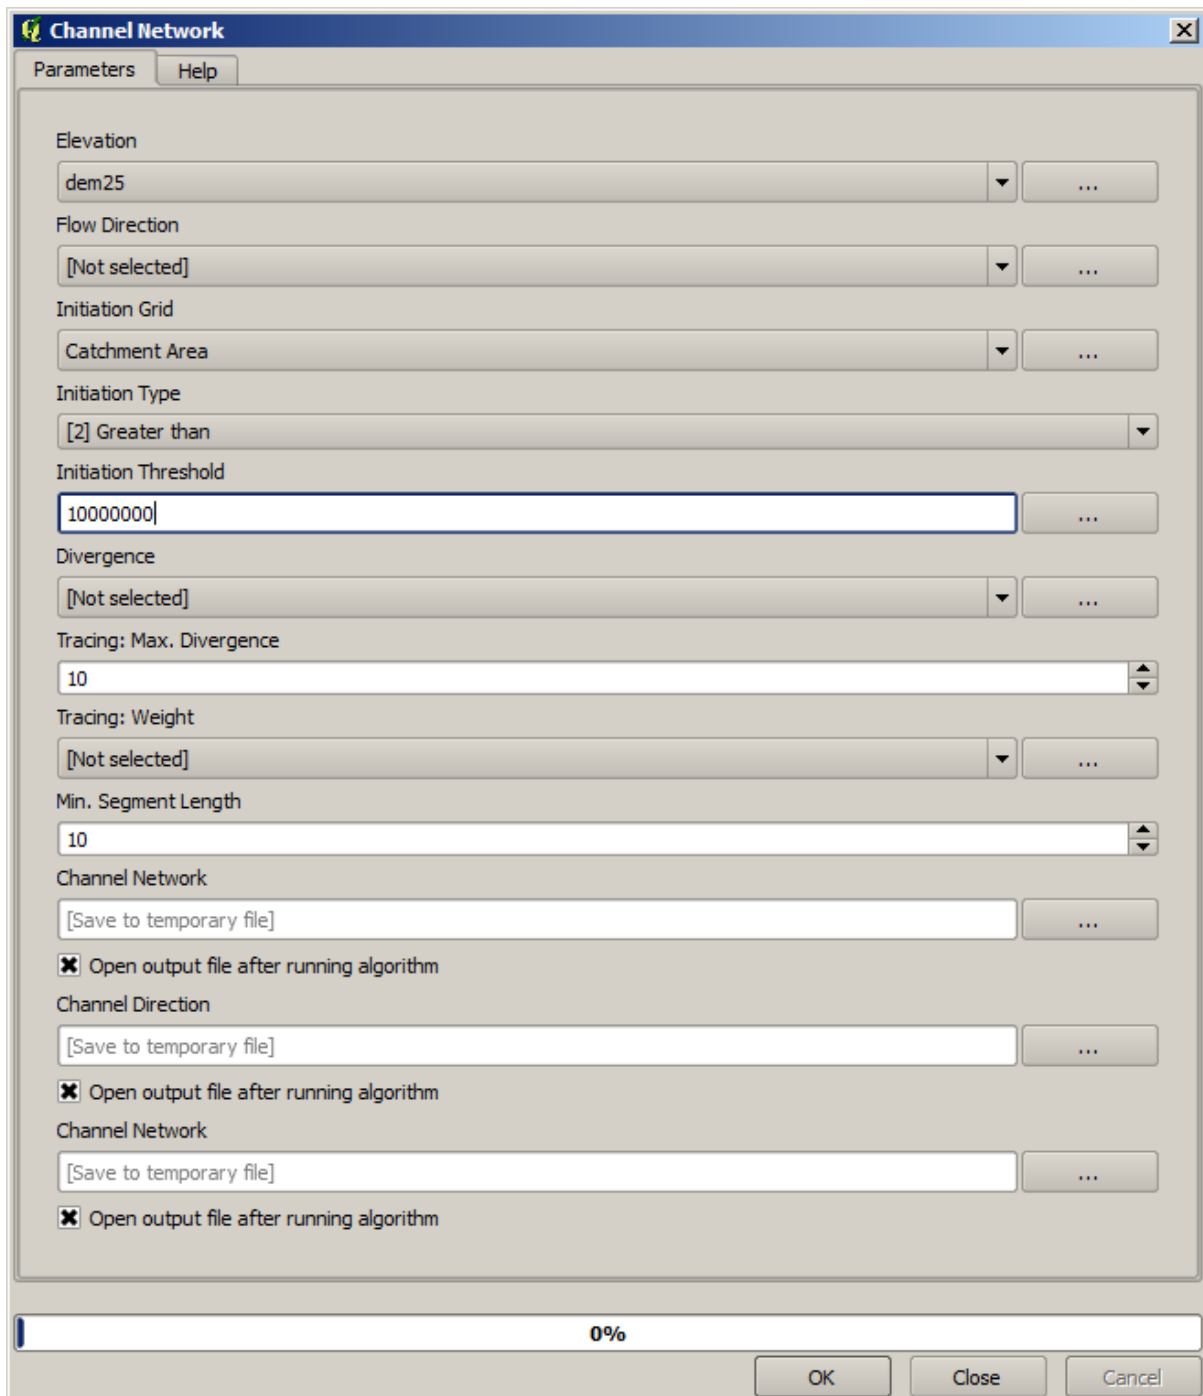 Channel Network
Parameters Help
Elevation
dem25 ...
Flow Direction
[Not selected] ...
Initiation Grid
Catchment Area ...
Initiation Type
[2] Greater than
Initiation Threshold
10000000 ...
Divergence
[Not selected] ...
Tracing: Max. Divergence
10
Tracing: Weight
[Not selected] ...
Min. Segment Length
10
Channel Network
[Save to temporary file] ...
Open output file after running algorithm
Channel Direction
[Save to temporary file] ...
Open output file after running algorithm
Channel Network
[Save to temporary file] ...
Open output file after running algorithm
0%
OK Close Cancel